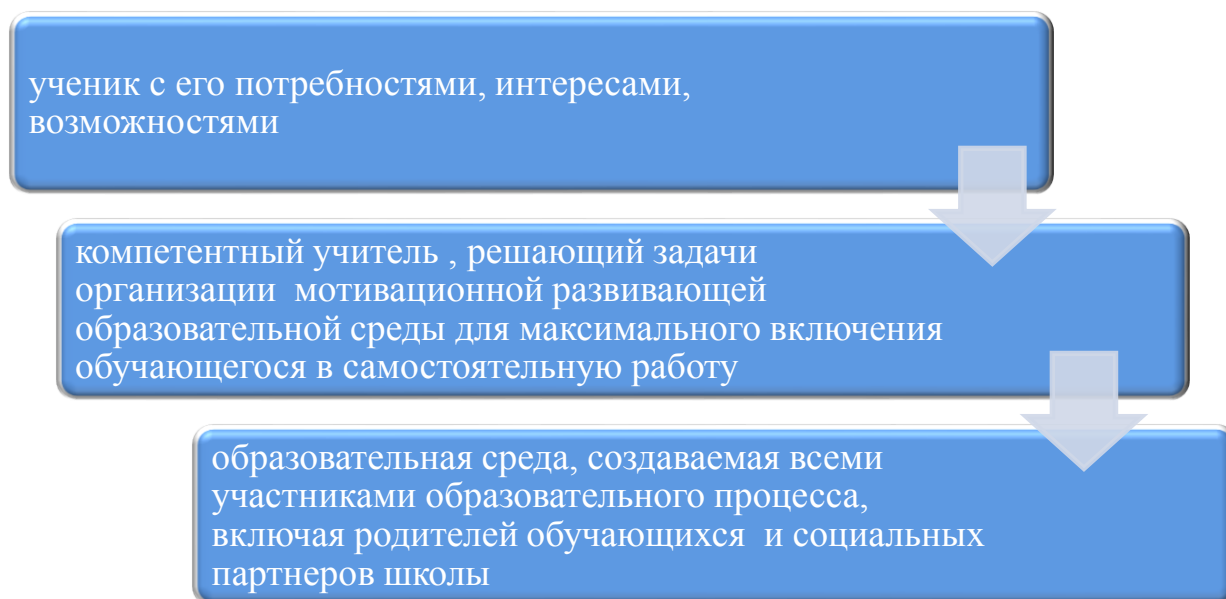 ученик с его потребностями, интересами,
возможностями
компетентный учитель , решающий задачи
организации  мотивационной развивающей
образовательной среды для максимального включения
обучающегося в самостоятельную работу
образовательная среда, создаваемая всеми
участниками образовательного процесса,
включая родителей обучающихся  и социальных
партнеров школы